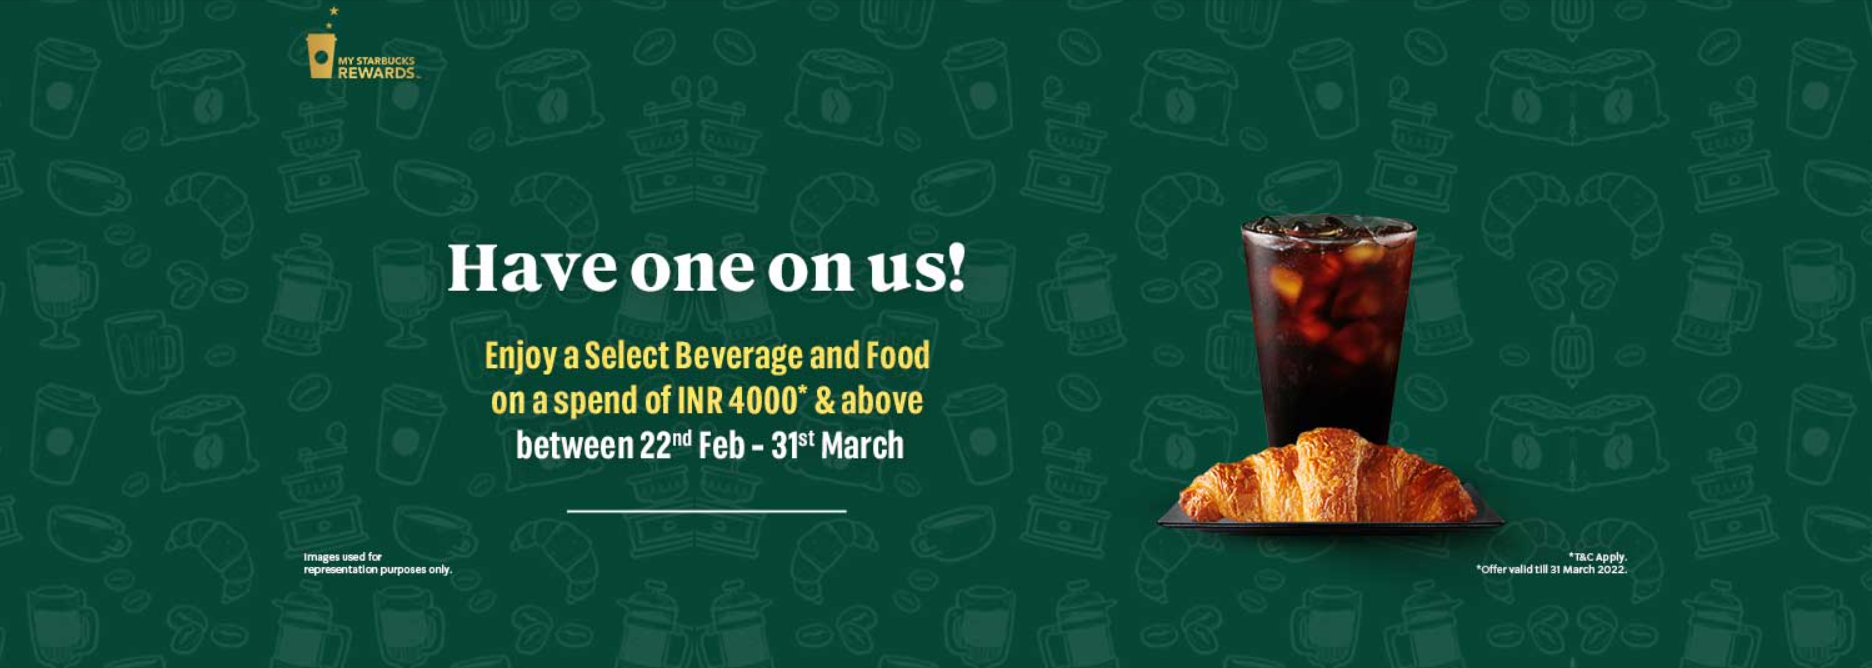 MY STARBUCKS
REWARDS™
Have one on us!
Enjoy a Select Beverage and Food
on a spend of INR 4000* & above
between 22nd Feb - 31st March
Images used for
representation purposes only.
*T&C Apply.
*Offer valid till 31 March 2022.